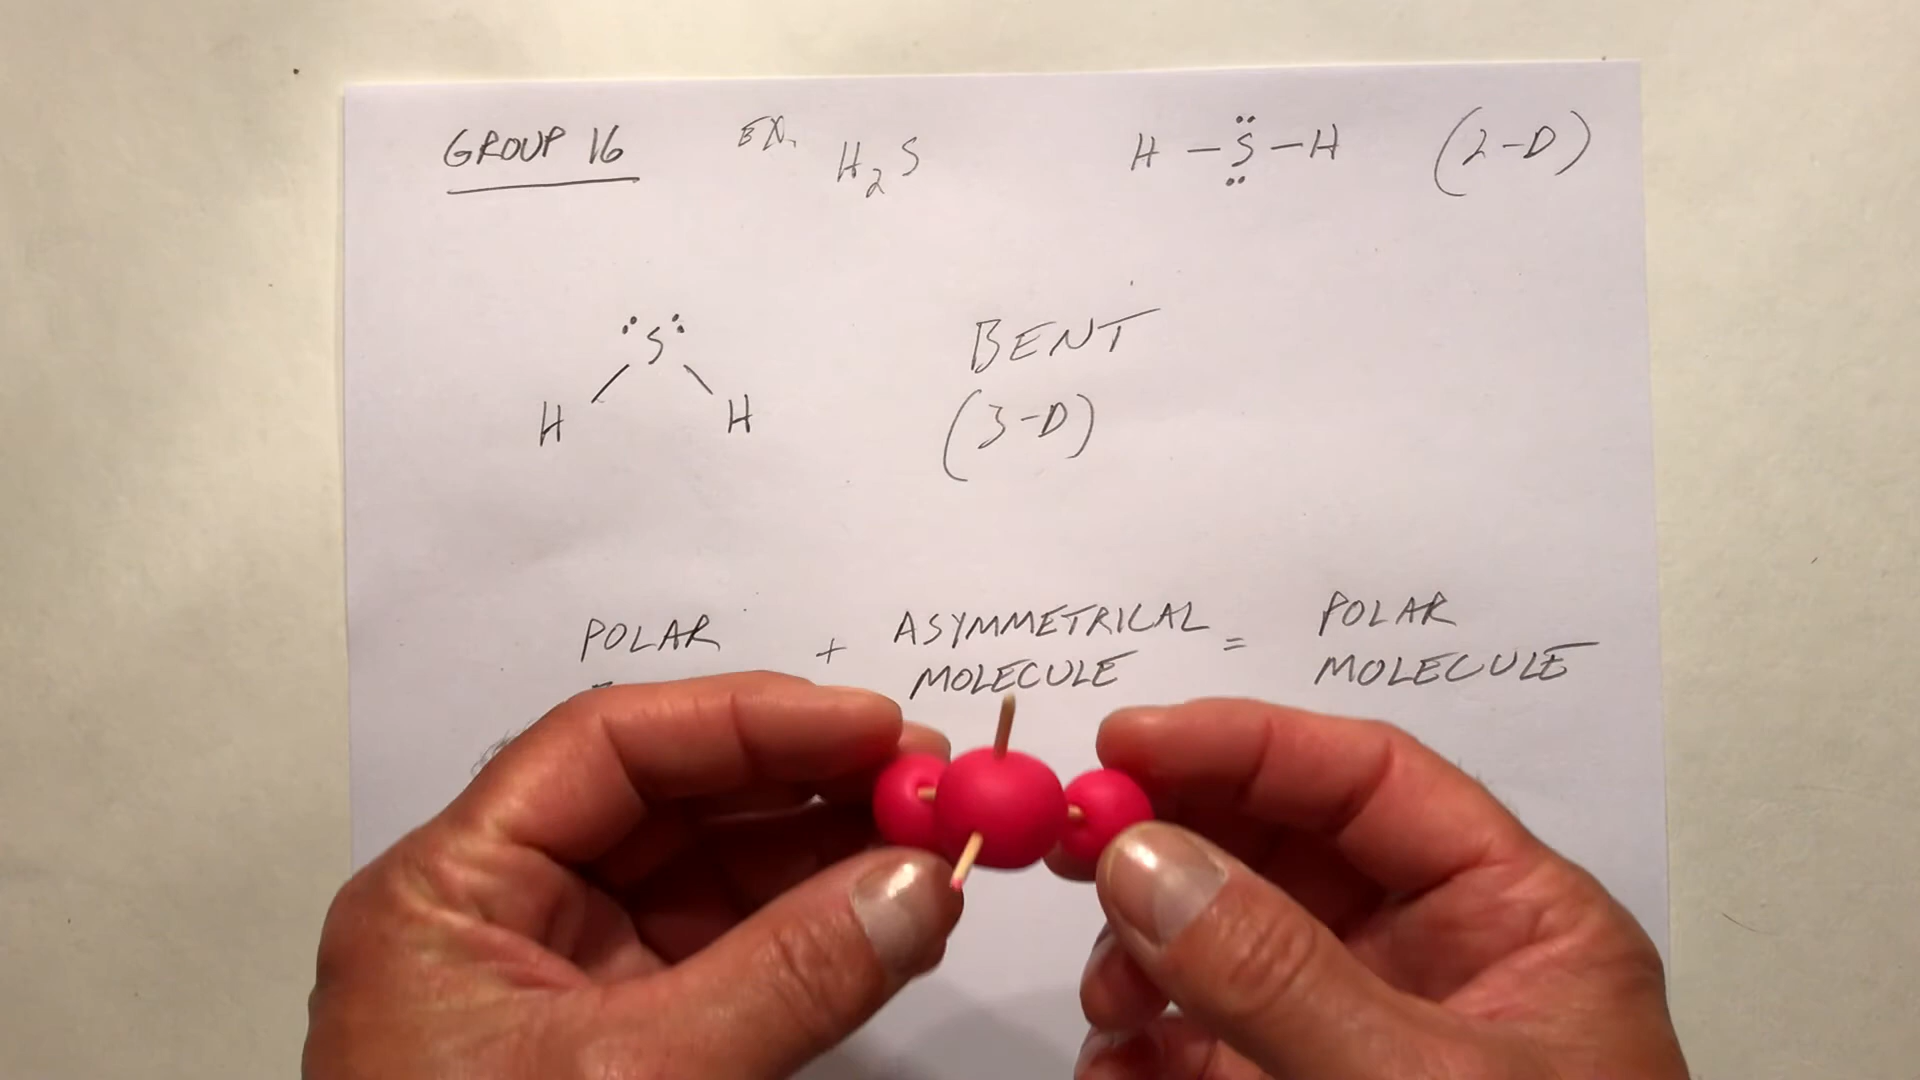 GROUP 16 EX. H₂S H-S-H (2-D)
S
H H
BENT
(3-D)
POLAR + ASYMMETRICAL MOLECULE = POLAR MOLECULE